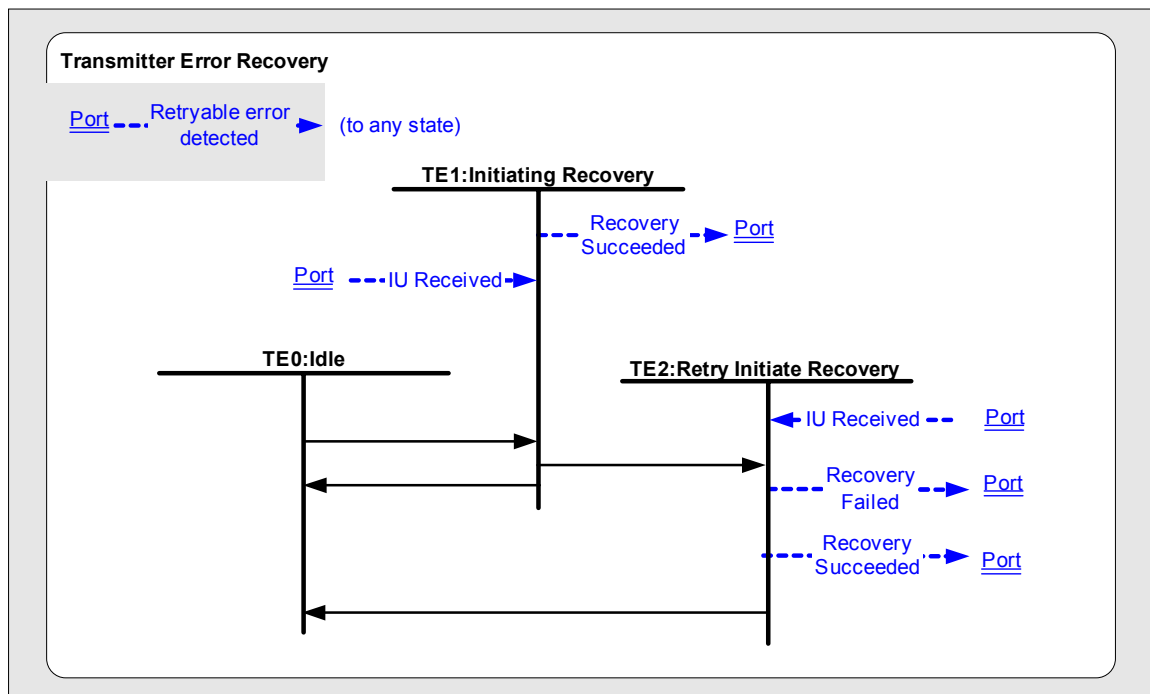 Transmitter Error Recovery
Port
Retryable error
detected
(to any state)
TE1:Initiating Recovery
Recovery
Succeeded
Port
Port
IU Received
TE0:Idle
TE2:Retry Initiate Recovery
IU Received
Port
Recovery
Failed
Port
Recovery
Succeeded
Port